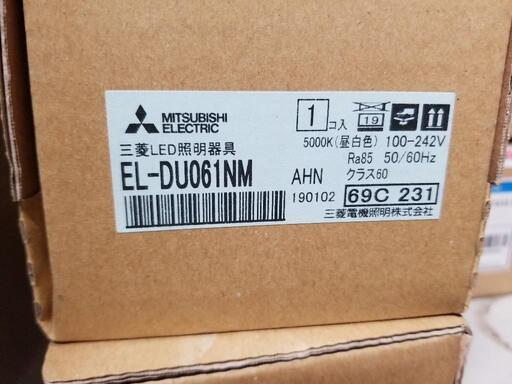 MITSUBISHI
ELECTRIC
1 コ入
19
三菱LED照明器具
5000K(昼白色) 100-242V
Ra85 50/60Hz
EL-DU061NM AHN クラス60
190102 69C 231
三菱電機照明株式会社